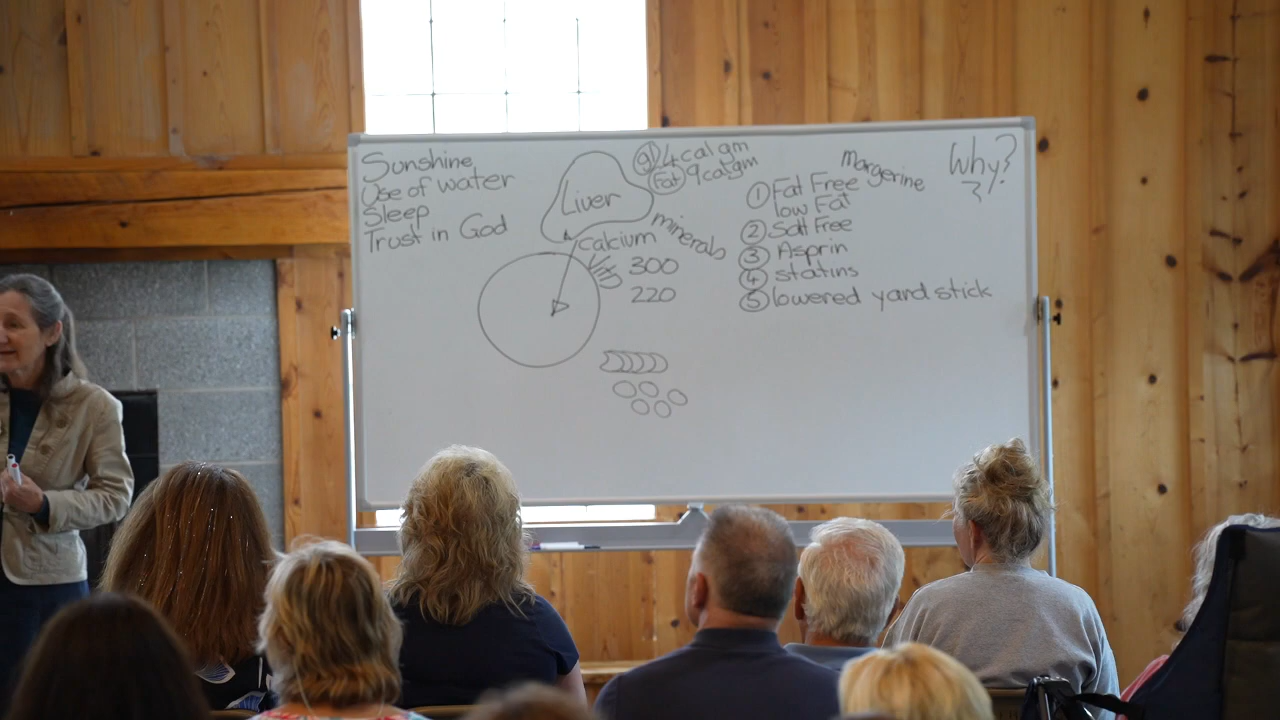 Sunshine
Use of water
Sleep
Trust in God
Liver
g 4 cal gm
Fat 9 cal gm
calcium
minerals
300
220
margerine
1 Fat Free
low Fat
2 Salt Free
3 Asprin
4 statins
5 lowered yard stick
Why?